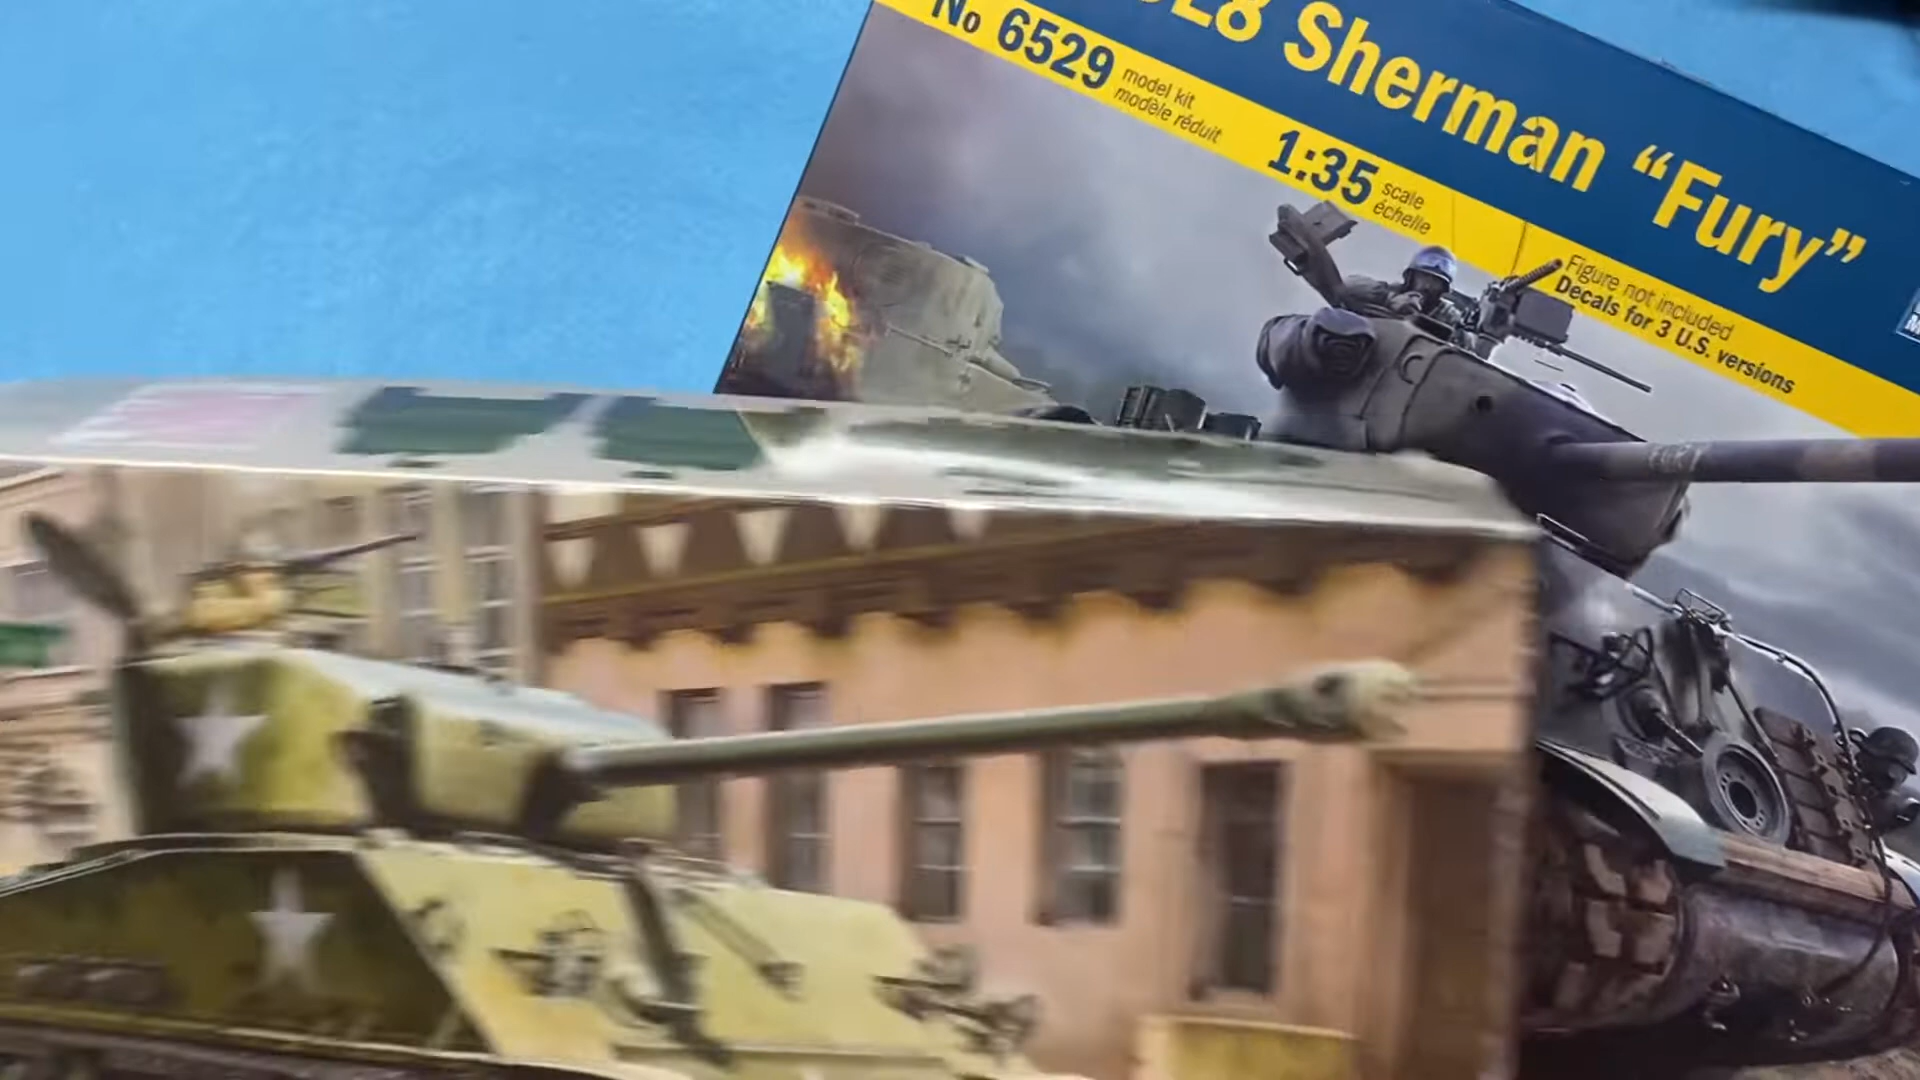 Sherman “Fury”
No 6529
model kit
modèle réduit
1:35
scale
échelle
Figure not included
Decals for 3 U.S. versions